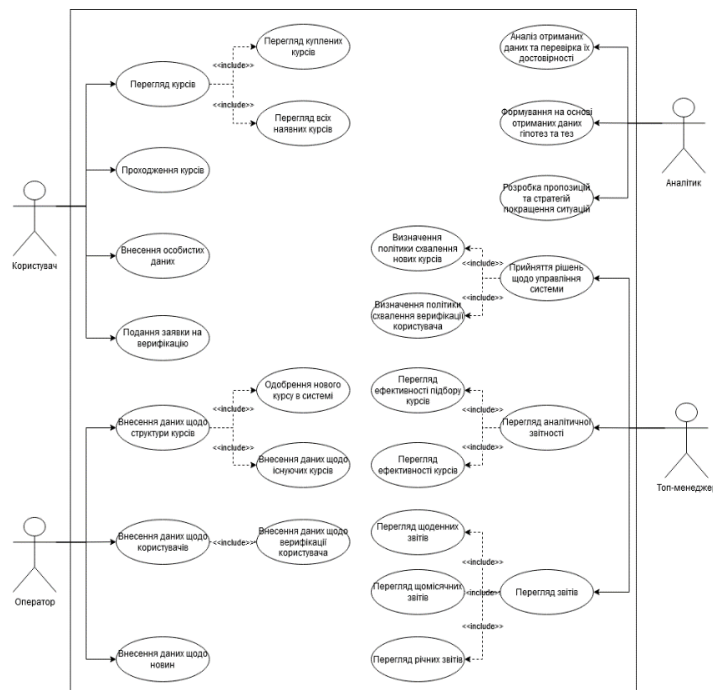 Перегляд куплених
курсів
<<include>>
Перегляд курсів
<<include>>
Перегляд всіх
наявних курсів
Проходження курсів
Користувач
Внесення особистих
даних
Подання заявки на
верифікацію
Аналіз отриманих
даних та перевірка їх
достовірності
Формування на основі
отриманих даних
гіпотез та тез
Аналітик
Розробка пропозицій
та стратегій
покращення ситуацій
Визначення
політики схвалення
нових курсів
<<include>>
Прийняття рішень
щодо управління
системи
<<include>>
Визначення політики
схвалення верифікації
користувача
Одобрення нового
курсу в системі
<<include>>
Внесення даних щодо
структури курсів
<<include>>
Внесення даних щодо
існуючих курсів
Перегляд
ефективності підбору
курсів
<<include>>
Перегляд аналітичної
звітності
<<include>>
Перегляд
ефективності курсів
Топ-менеджер
Оператор
Внесення даних щодо
користувачів
<<include>>
Внесення даних щодо
верифікації
користувача
Внесення даних щодо
новин
Перегляд щоденних
звітів
<<include>>
Перегляд щомісячних
звітів
<<include>>
Перегляд звітів
<<include>>
Перегляд річних звітів